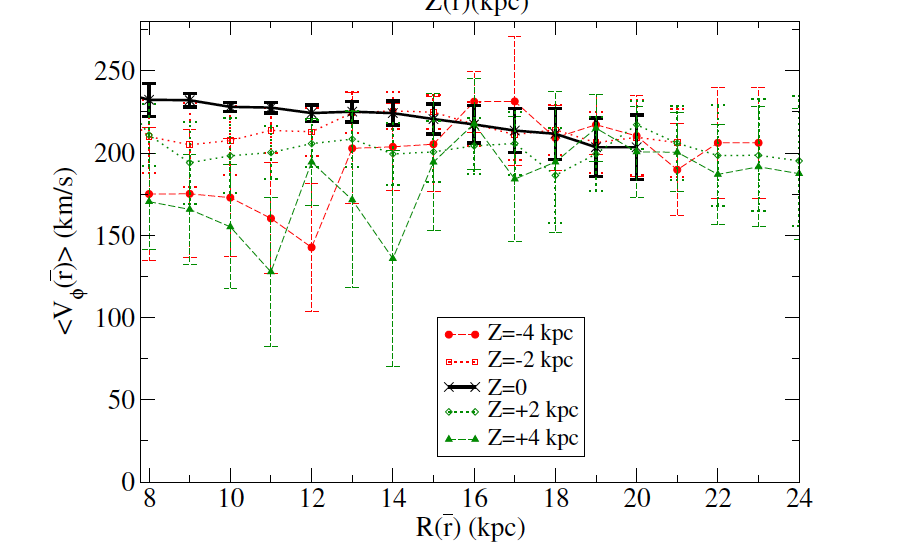 Z(r̅)(kpc)
250
200
150
100
50
0
<V_ϕ(r̅)> (km/s)
Z=-4 kpc
Z=-2 kpc
Z=0
Z=+2 kpc
Z=+4 kpc
8 10 12 14 16 18 20 22 24
R(r̅) (kpc)